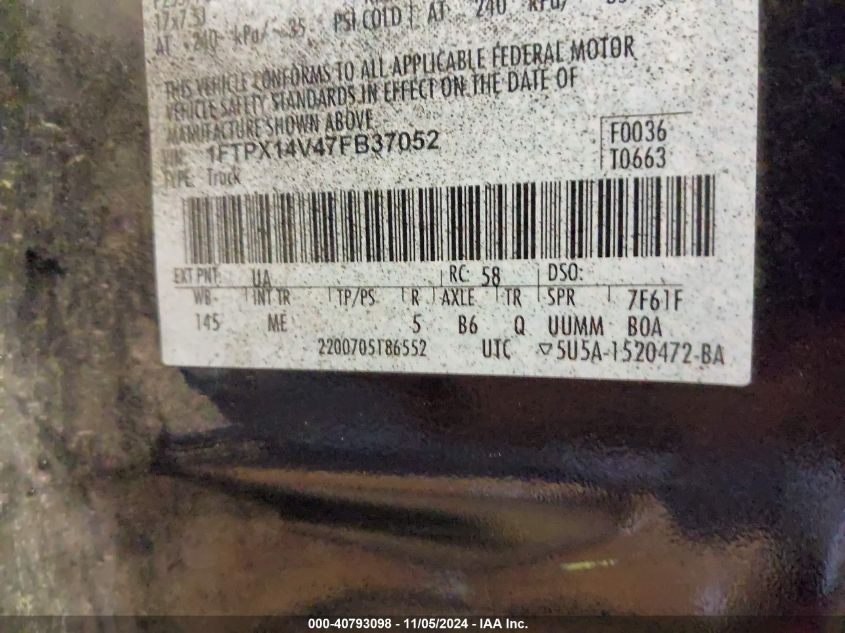 17x7.5J
AT 240 kPa/ 35 PSI COLD AT 240 kPa/
THIS VEHICLE CONFORMS TO ALL APPLICABLE FEDERAL MOTOR
VEHICLE SAFETY STANDARDS IN EFFECT ON THE DATE OF
MANUFACTURE SHOWN ABOVE.
VIN: 1FTPX14V47FB37052
F0036
TYPE: Truck
T0663
EXT PNT: UA RC: 58 DSO:
WB INT TR TP/PS R AXLE TR SPR 7F61F
145 ME 5 B6 Q UUMM BOA
2200705T86552 UTC ▽5U5A-1520472-BA
000-40793098 - 11/05/2024 - IAA Inc.